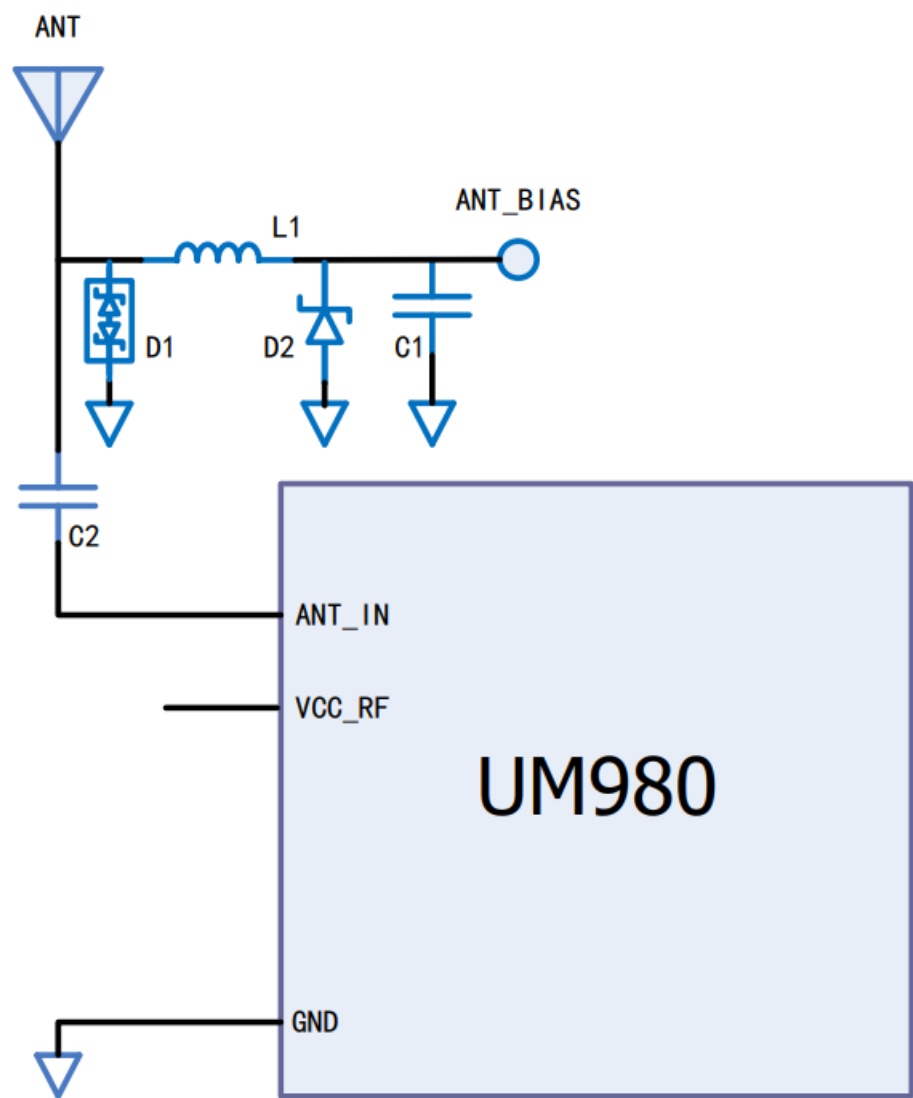 ANT
ANT_BIAS
L1
D1
D2
C1
C2
ANT_IN
VCC_RF
UM980
GND